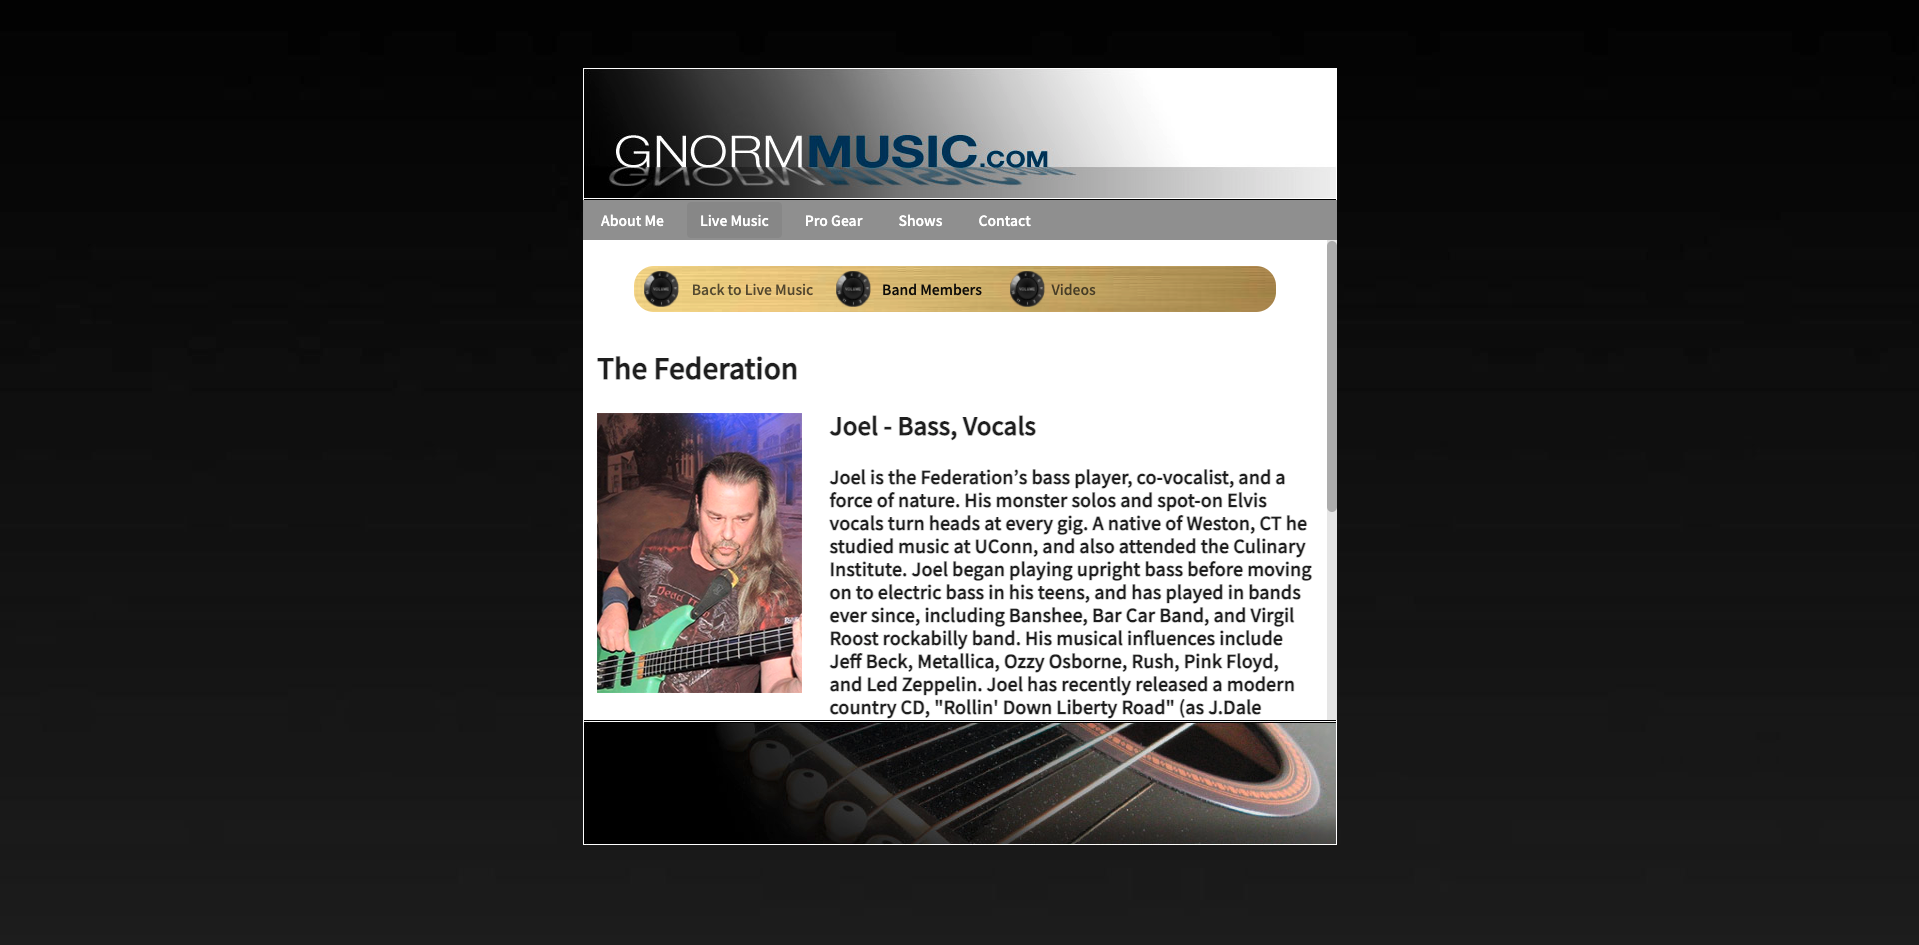 GNORMMUSIC.COM
About Me Live Music Pro Gear Shows Contact
Back to Live Music Band Members Videos
The Federation
Joel - Bass, Vocals
Joel is the Federation’s bass player, co-vocalist, and a
force of nature. His monster solos and spot-on Elvis
vocals turn heads at every gig. A native of Weston, CT he
studied music at UConn, and also attended the Culinary
Institute. Joel began playing upright bass before moving
on to electric bass in his teens, and has played in bands
ever since, including Banshee, Bar Car Band, and Virgil
Roost rockabilly band. His musical influences include
Jeff Beck, Metallica, Ozzy Osborne, Rush, Pink Floyd,
and Led Zeppelin. Joel has recently released a modern
country CD, "Rollin' Down Liberty Road" (as J.Dale